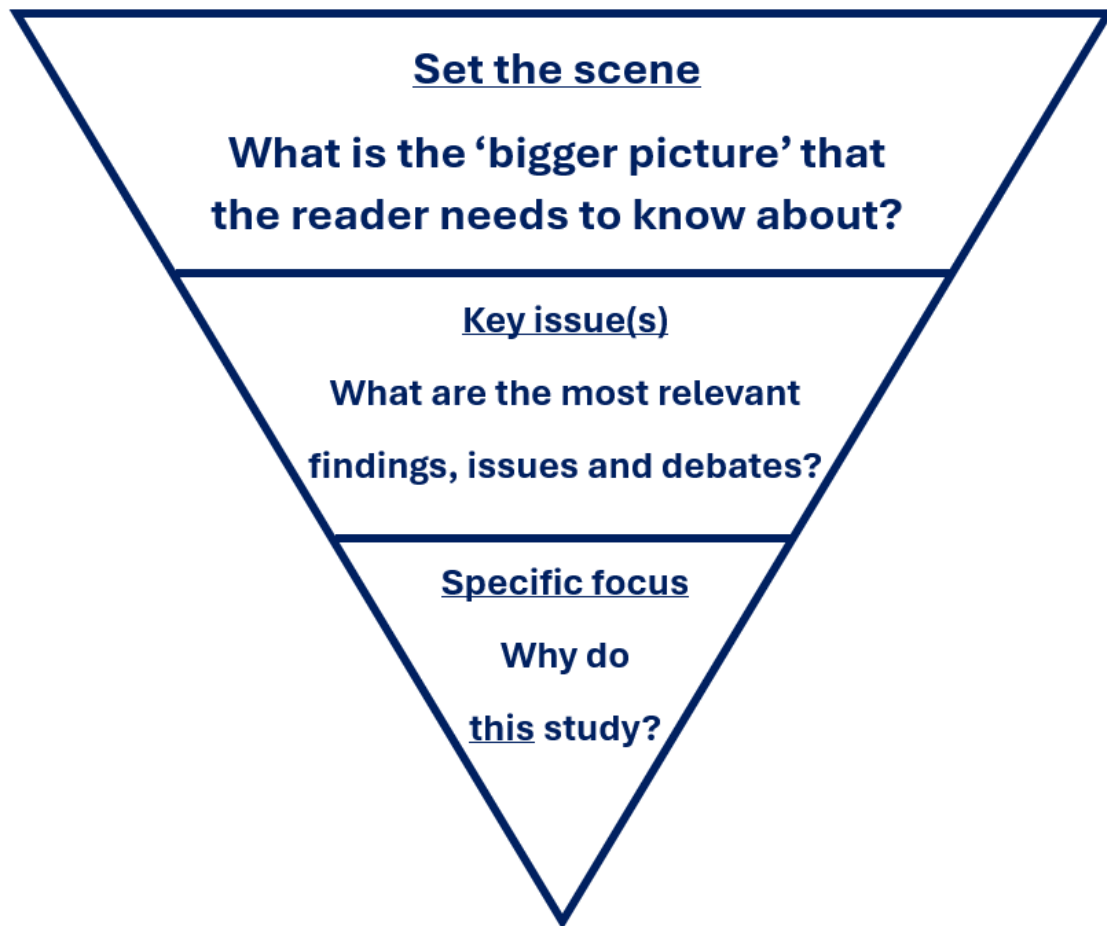 Set the scene
What is the ‘bigger picture’ that
the reader needs to know about?
Key issue(s)
What are the most relevant
findings, issues and debates?
Specific focus
Why do
this study?